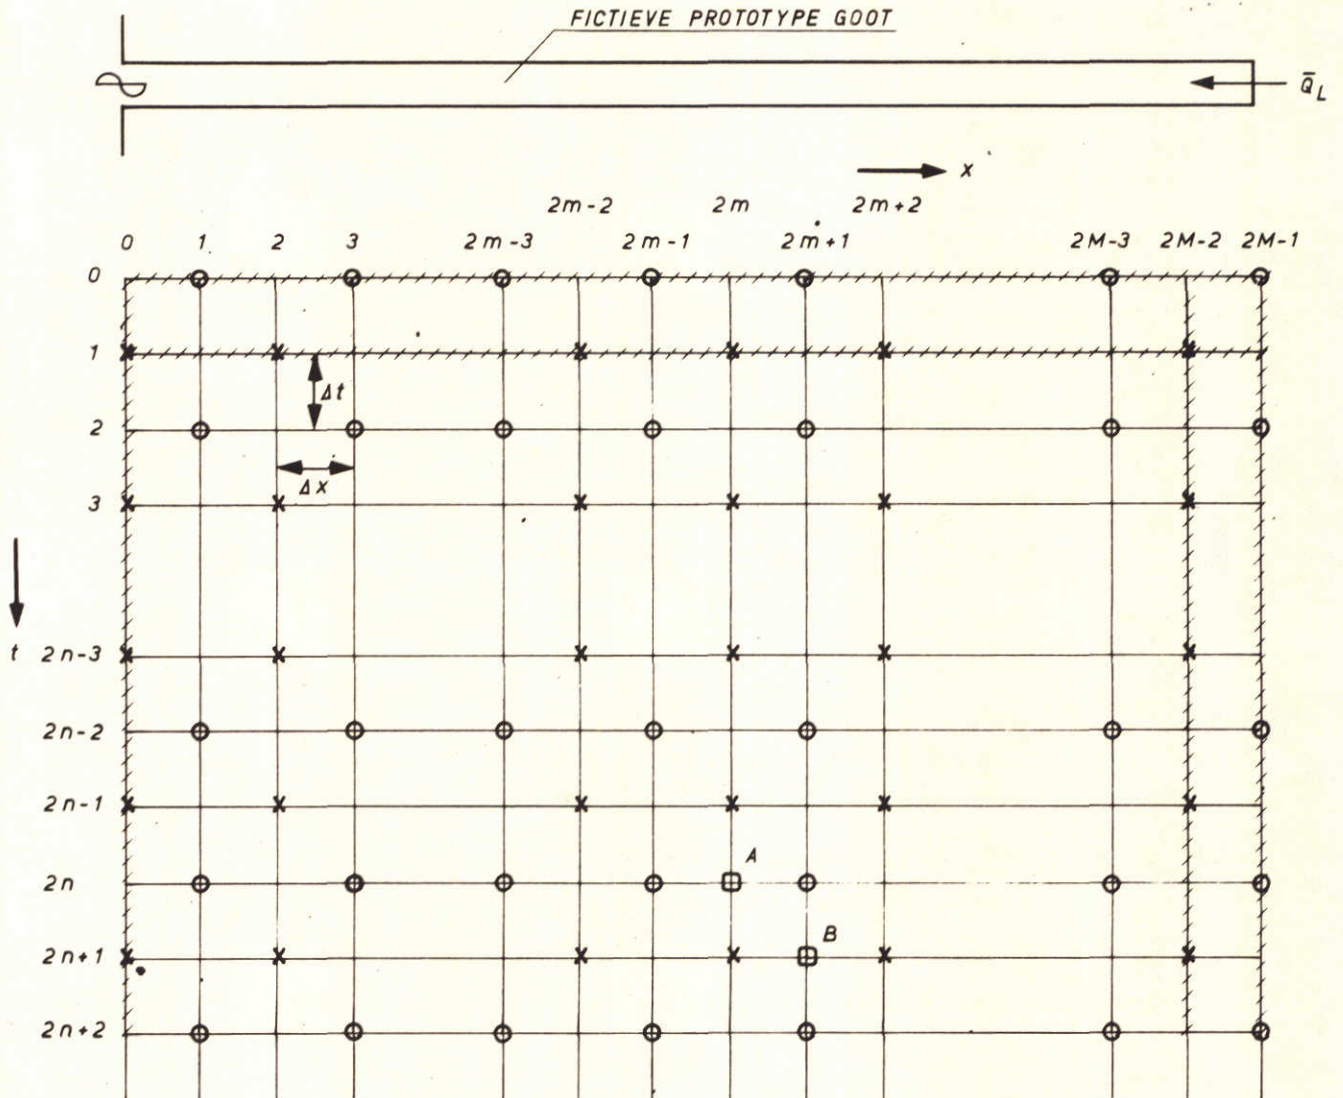 FICTIEVE PROTOTYPE GOOT
Q̄L
x
2m-2 2m 2m+2
0 1 2 3 2m-3 2m-1 2m+1 2M-3 2M-2 2M-1
0
1
Δt
2
Δx
3
t 2n-3
2n-2
2n-1
A
2n
B
2n+1
2n+2